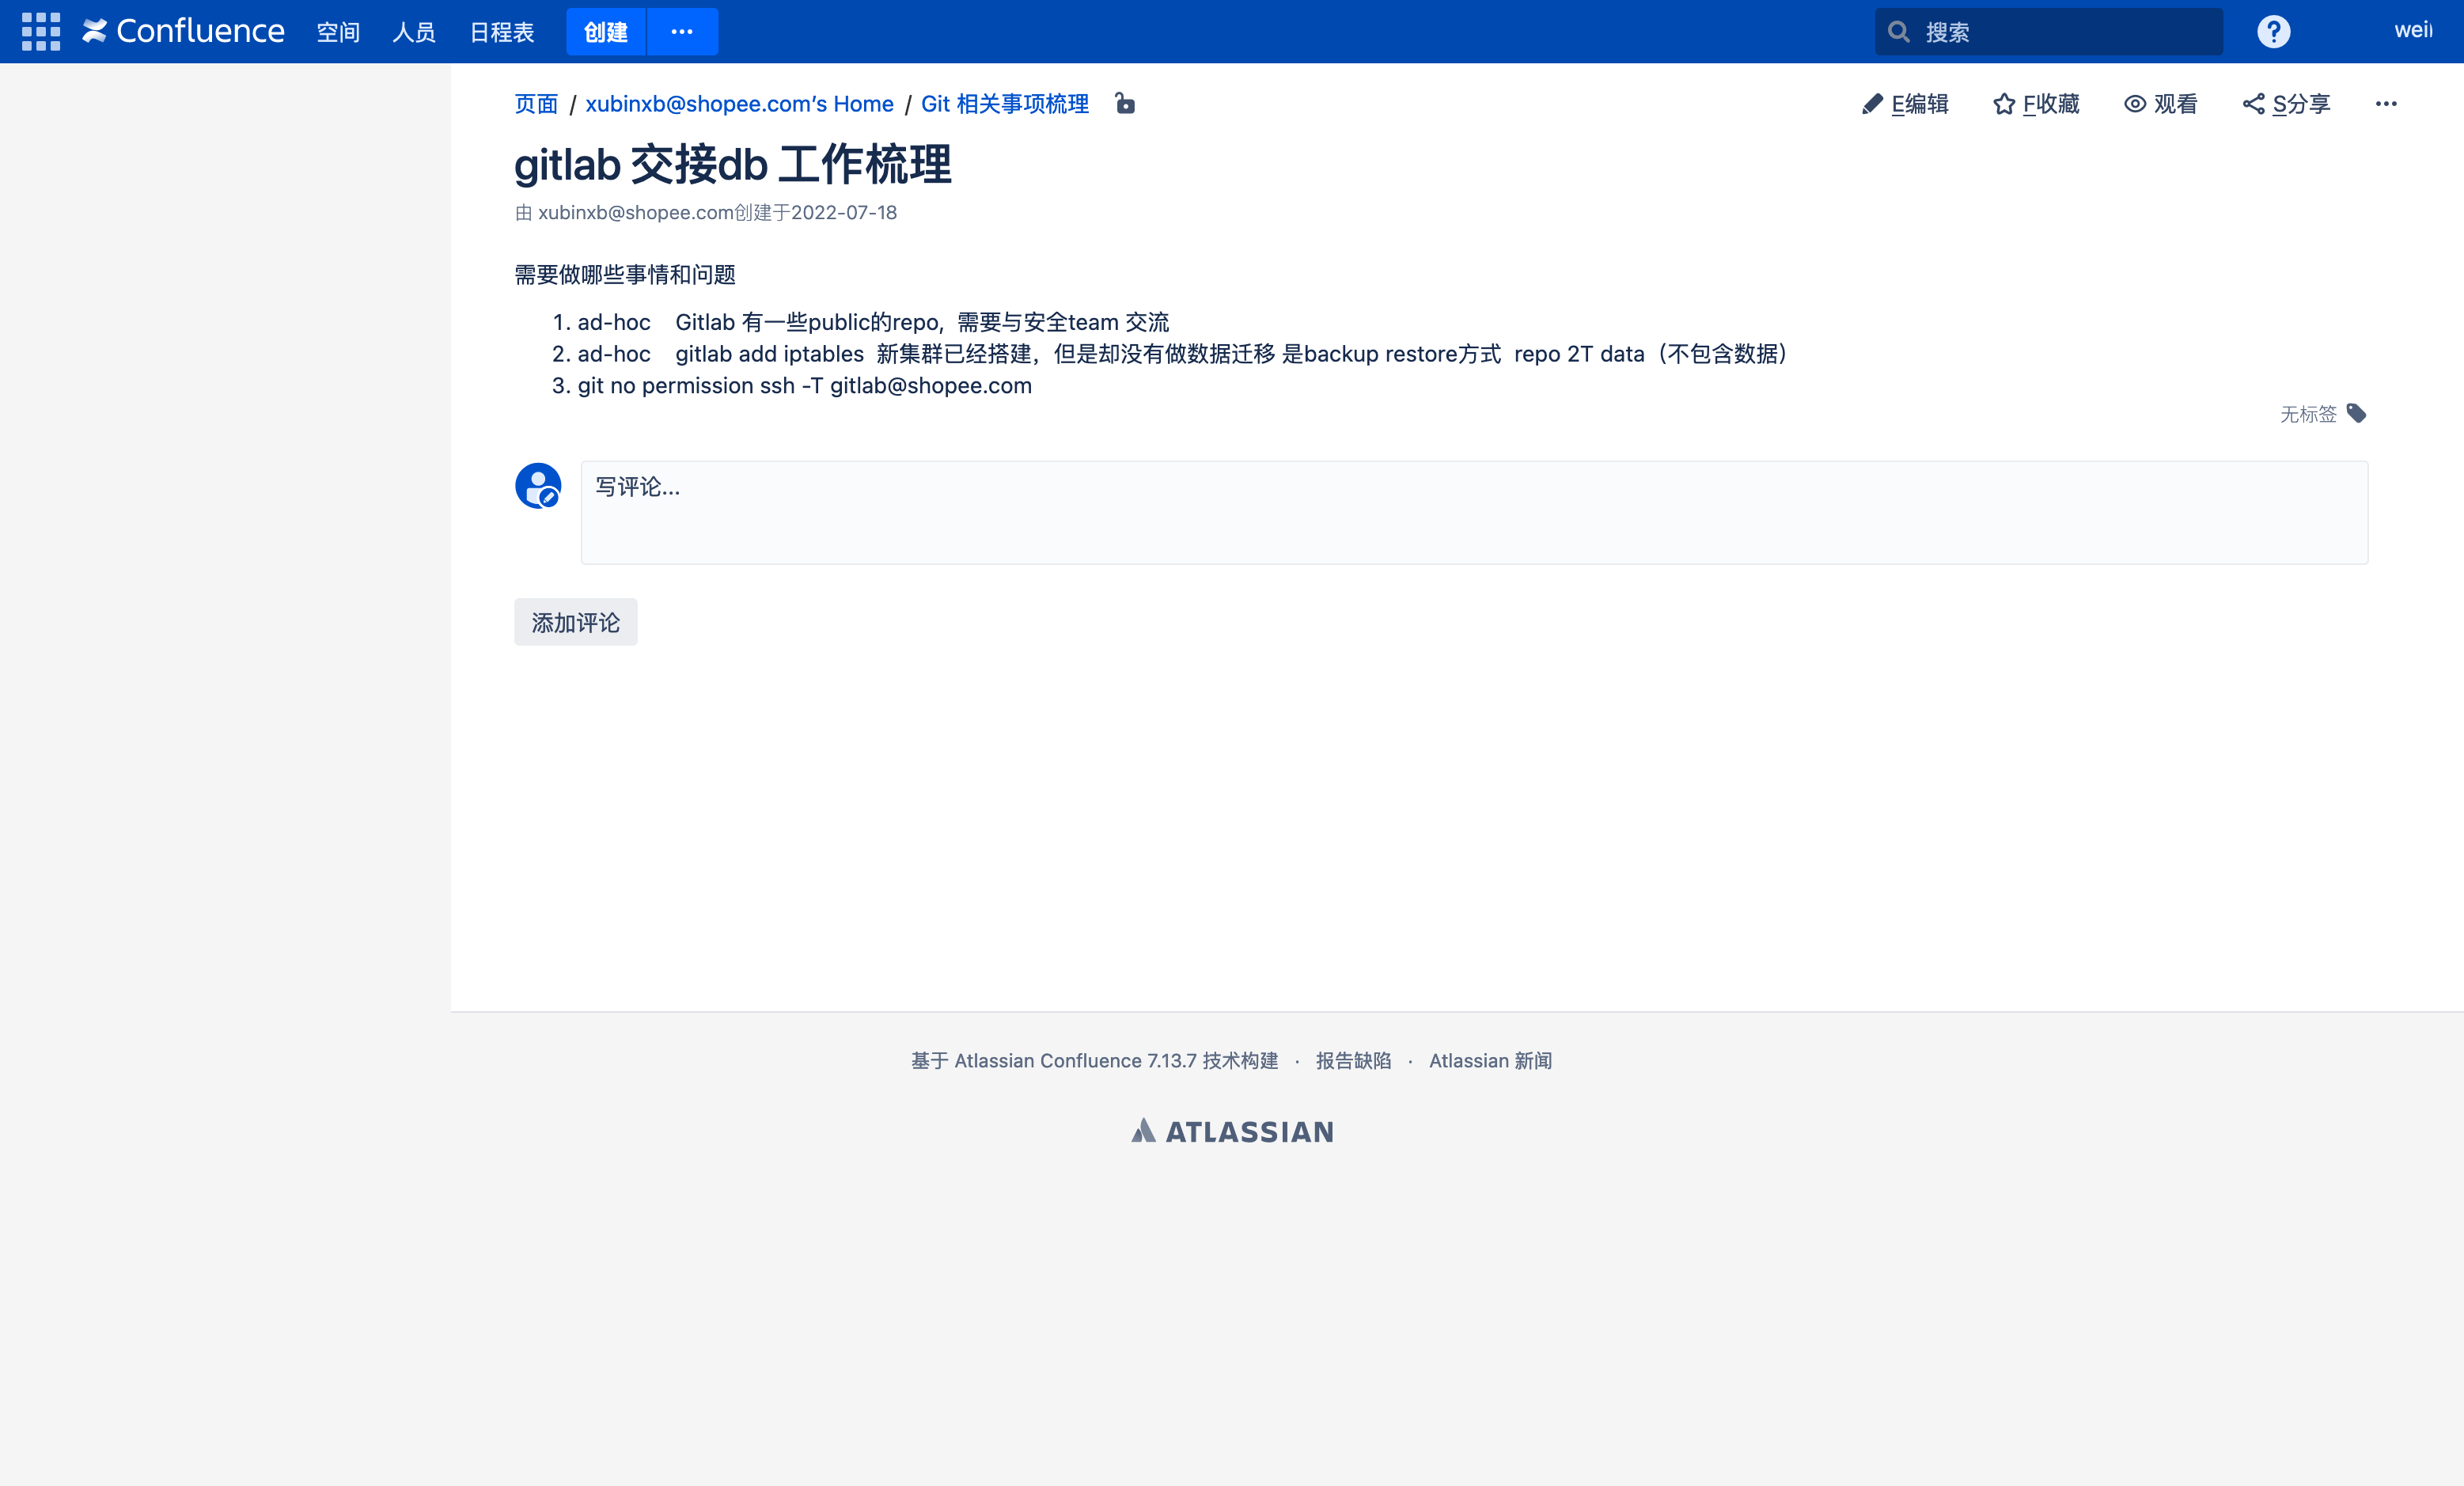 Confluence 空间 人员 日程表 创建 ··· 搜索 ? wei
页面 / xubinxb@shopee.com's Home / Git 相关事项梳理 E编辑 F收藏 观看 S分享 ···
gitlab 交接db 工作梳理
由 xubinxb@shopee.com创建于2022-07-18
需要做哪些事情和问题
1. ad-hoc Gitlab 有一些public的repo, 需要与安全team 交流
2. ad-hoc gitlab add iptables 新集群已经搭建，但是却没有做数据迁移 是backup restore方式 repo 2T data（不包含数据）
3. git no permission ssh -T gitlab@shopee.com
无标签
写评论...
添加评论
基于 Atlassian Confluence 7.13.7 技术构建 · 报告缺陷 · Atlassian 新闻
ATLASSIAN